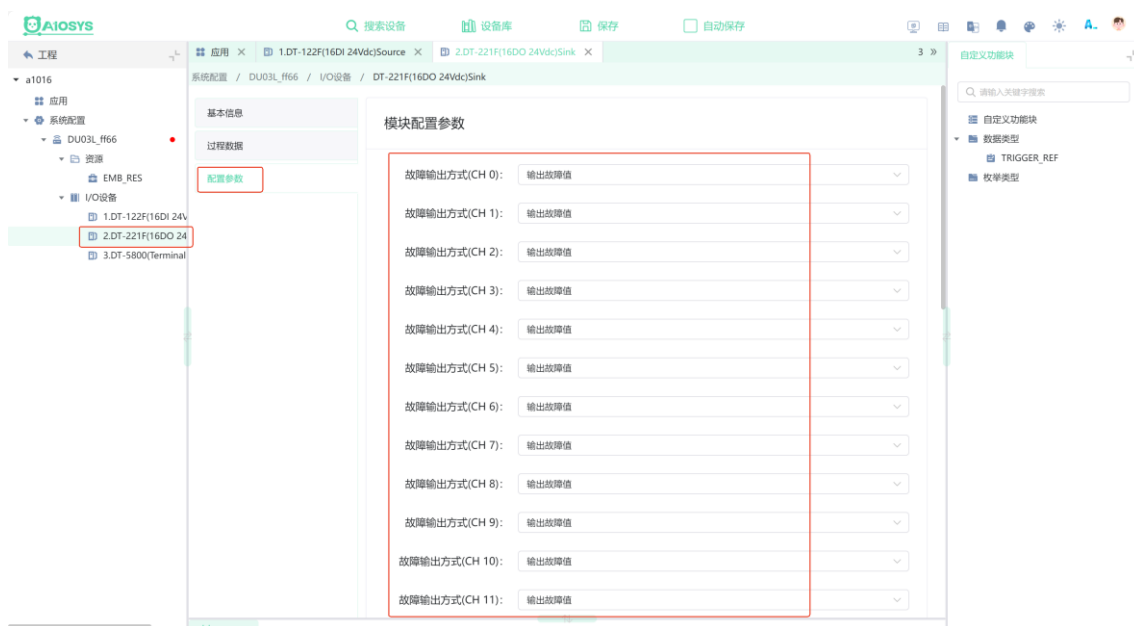 AIOSYS
搜索设备
设备库
保存
自动保存
工程
应用
1.DT-122F(16DI 24Vdc)Source
2.DT-221F(16DO 24Vdc)Sink
3
自定义功能块
a1016
系统配置 / DU03L_ff66 / I/O设备 / DT-221F(16DO 24Vdc)Sink
请输入关键字搜索
应用
基本信息
模块配置参数
自定义功能块
系统配置
数据类型
DU03L_ff66
过程数据
TRIGGER_REF
资源
配置参数
故障输出方式(CH 0): 输出故障值
枚举类型
EMB_RES
I/O设备
故障输出方式(CH 1): 输出故障值
1.DT-122F(16DI 24V
2.DT-221F(16DO 24
故障输出方式(CH 2): 输出故障值
3.DT-5800(Terminal
故障输出方式(CH 3): 输出故障值
故障输出方式(CH 4): 输出故障值
故障输出方式(CH 5): 输出故障值
故障输出方式(CH 6): 输出故障值
故障输出方式(CH 7): 输出故障值
故障输出方式(CH 8): 输出故障值
故障输出方式(CH 9): 输出故障值
故障输出方式(CH 10): 输出故障值
故障输出方式(CH 11): 输出故障值